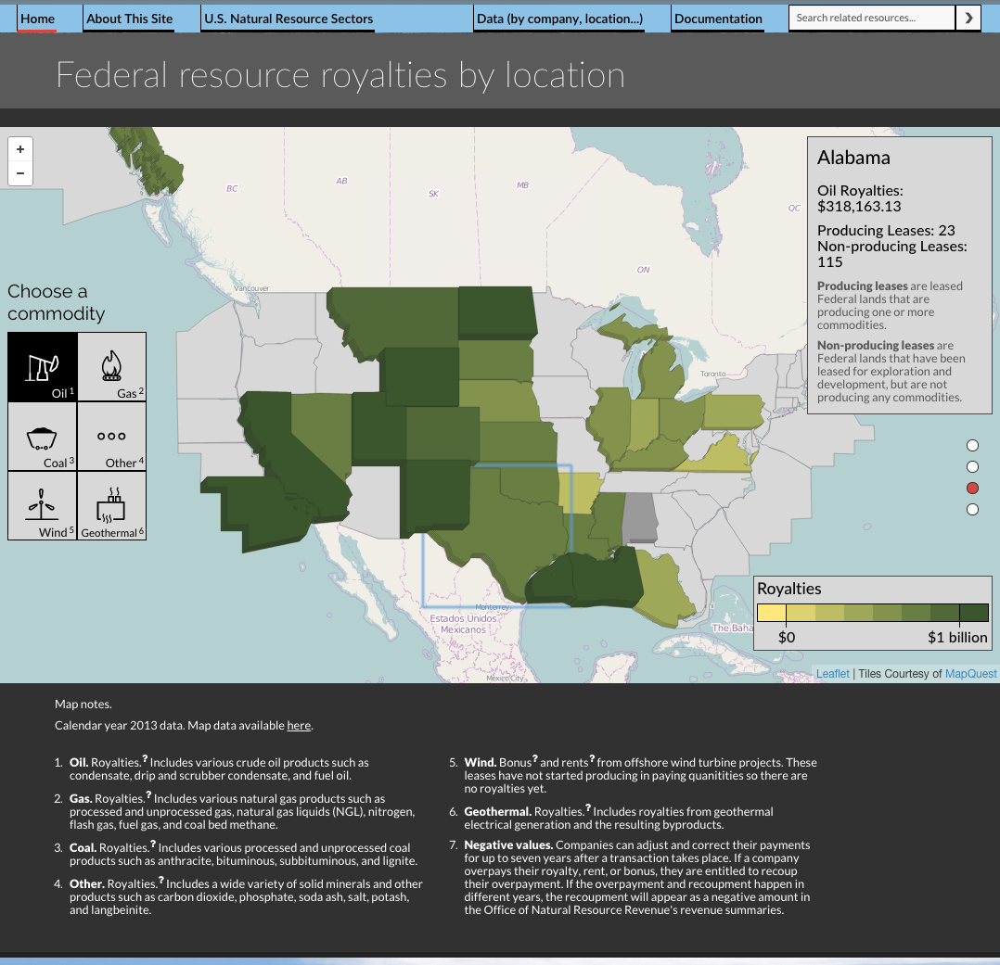 Home
About This Site
U.S. Natural Resource Sectors
Data (by company, location...)
Documentation
Search related resources...
❯
Federal resource royalties by location
+
−
BC
AB
SK
MB
ON
QC
Vancouver
Toronto
Monterrey
Estados Unidos
Mexicanos
Mexico City
The Baha
Alabama
Oil Royalties:
$318,163.13
Producing Leases: 23
Non-producing Leases:
115
Producing leases are leased
Federal lands that are
producing one or more
commodities.
Non-producing leases are
Federal lands that have been
leased for exploration and
development, but are not
producing any commodities.
Choose a
commodity
Oil 1
Gas 2
Coal 3
Other 4
Wind 5
Geothermal 6
Royalties
$0
$1 billion
Leaflet | Tiles Courtesy of MapQuest
Map notes.
Calendar year 2013 data. Map data available here.
1. Oil. Royalties.? Includes various crude oil products such as
condensate, drip and scrubber condensate, and fuel oil.
2. Gas. Royalties.? Includes various natural gas products such as
processed and unprocessed gas, natural gas liquids (NGL), nitrogen,
flash gas, fuel gas, and coal bed methane.
3. Coal. Royalties.? Includes various processed and unprocessed coal
products such as anthracite, bituminous, subbituminous, and lignite.
4. Other. Royalties.? Includes a wide variety of solid minerals and other
products such as carbon dioxide, phosphate, soda ash, salt, potash,
and langbeinite.
5. Wind. Bonus? and rents? from offshore wind turbine projects. These
leases have not started producing in paying quanitities so there are
no royalties yet.
6. Geothermal. Royalties.? Includes royalties from geothermal
electrical generation and the resulting byproducts.
7. Negative values. Companies can adjust and correct their payments
for up to seven years after a transaction takes place. If a company
overpays their royalty, rent, or bonus, they are entitled to recoup
their overpayment. If the overpayment and recoupment happen in
different years, the recoupment will appear as a negative amount in
the Office of Natural Resource Revenue's revenue summaries.